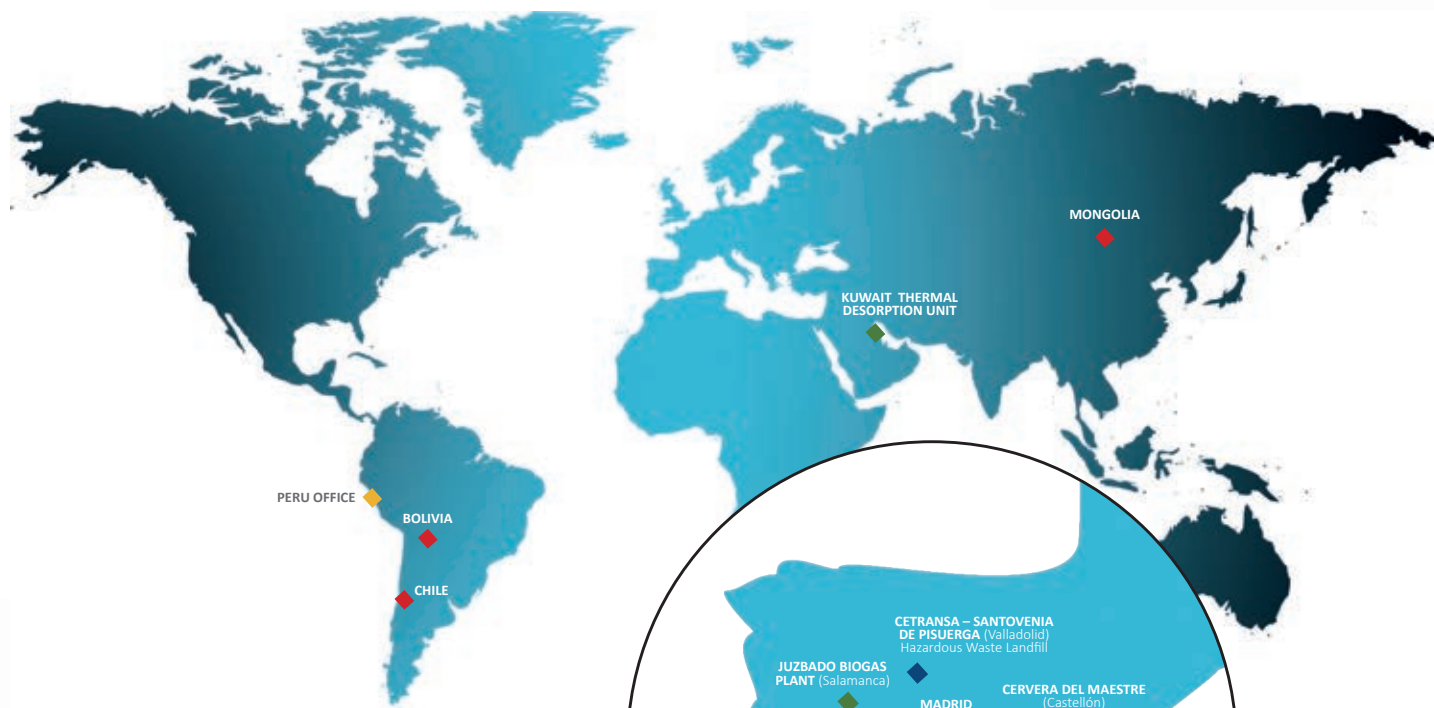 MONGOLIA
KUWAIT THERMAL
DESORPTION UNIT
PERU OFFICE
BOLIVIA
CHILE
CETRANSA – SANTOVENIA
DE PISUERGA (Valladolid)
Hazardous Waste Landfill
JUZBADO BIOGAS
PLANT (Salamanca)
CERVERA DEL MAESTRE
(Castellón)
MADRID